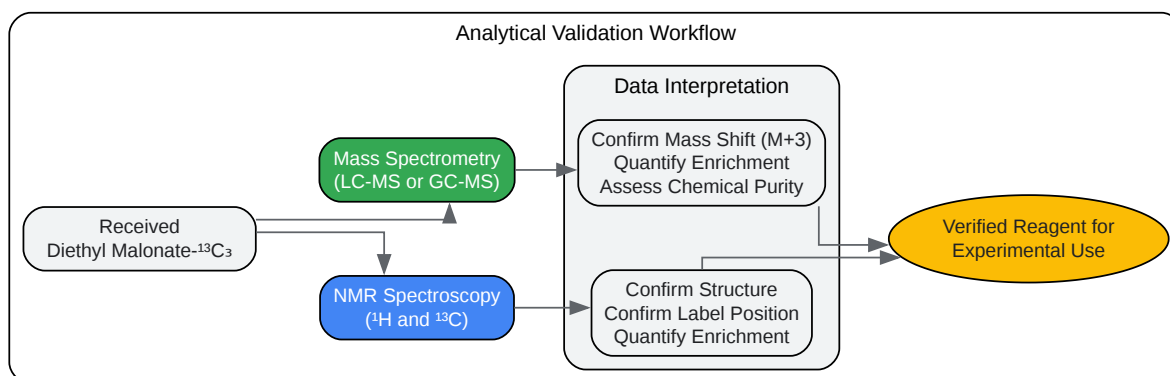 Analytical Validation Workflow
Data Interpretation
Mass Spectrometry
(LC-MS or GC-MS)
Confirm Mass Shift (M+3)
Quantify Enrichment
Assess Chemical Purity
Received
Diethyl Malonate-¹³C₃
Verified Reagent for
Experimental Use
NMR Spectroscopy
(¹H and ¹³C)
Confirm Structure
Confirm Label Position
Quantify Enrichment